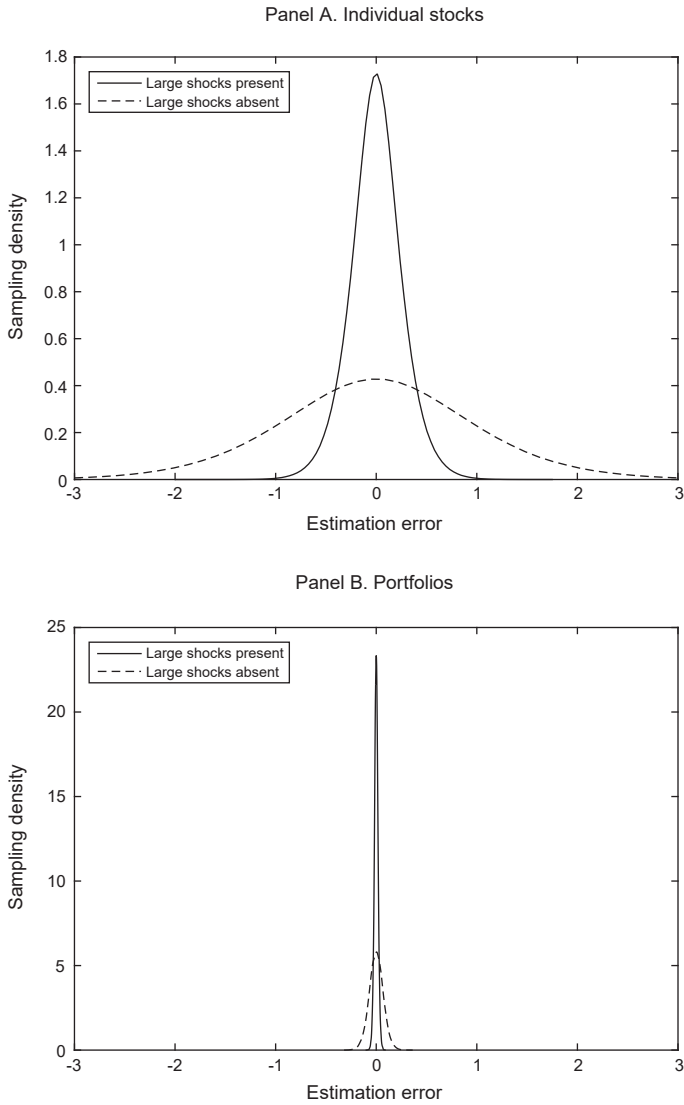 Panel A. Individual stocks
1.8
1.6
1.4
1.2
1
0.8
0.6
0.4
0.2
0
Sampling density
Large shocks present
Large shocks absent
-3 -2 -1 0 1 2 3
Estimation error
Panel B. Portfolios
25
20
15
10
5
0
Sampling density
Large shocks present
Large shocks absent
-3 -2 -1 0 1 2 3
Estimation error